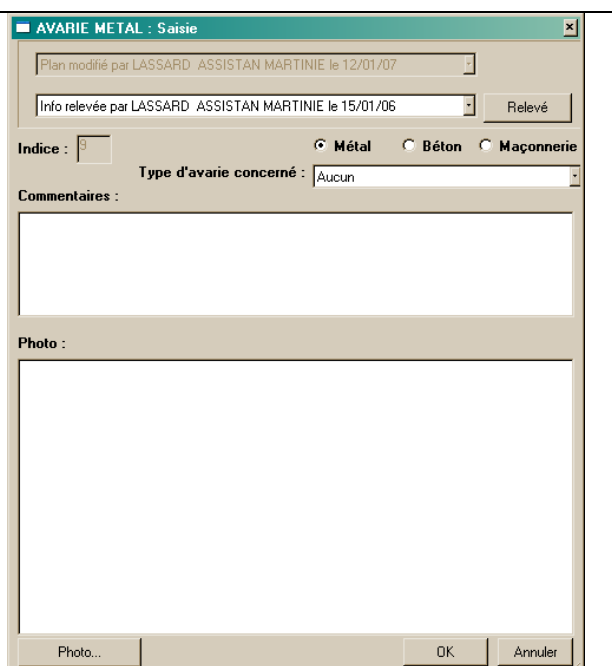 AVARIE METAL : Saisie
Plan modifié par LASSARD ASSISTAN MARTINIE le 12/01/07
Info relevée par LASSARD ASSISTAN MARTINIE le 15/01/06
Relevé
Indice : 9
Métal Béton Maçonnerie
Type d'avarie concerné : Aucun
Commentaires :
Photo :
Photo... OK Annuler